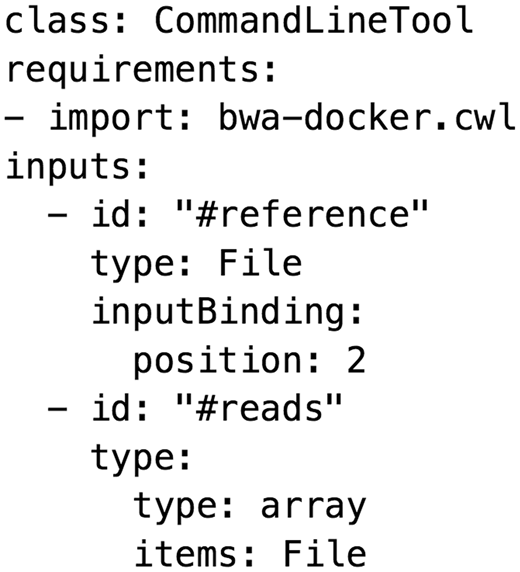 class: CommandLineTool
requirements:
- import: bwa-docker.cwl
inputs:
  - id: "#reference"
    type: File
    inputBinding:
      position: 2
  - id: "#reads"
    type:
      type: array
      items: File